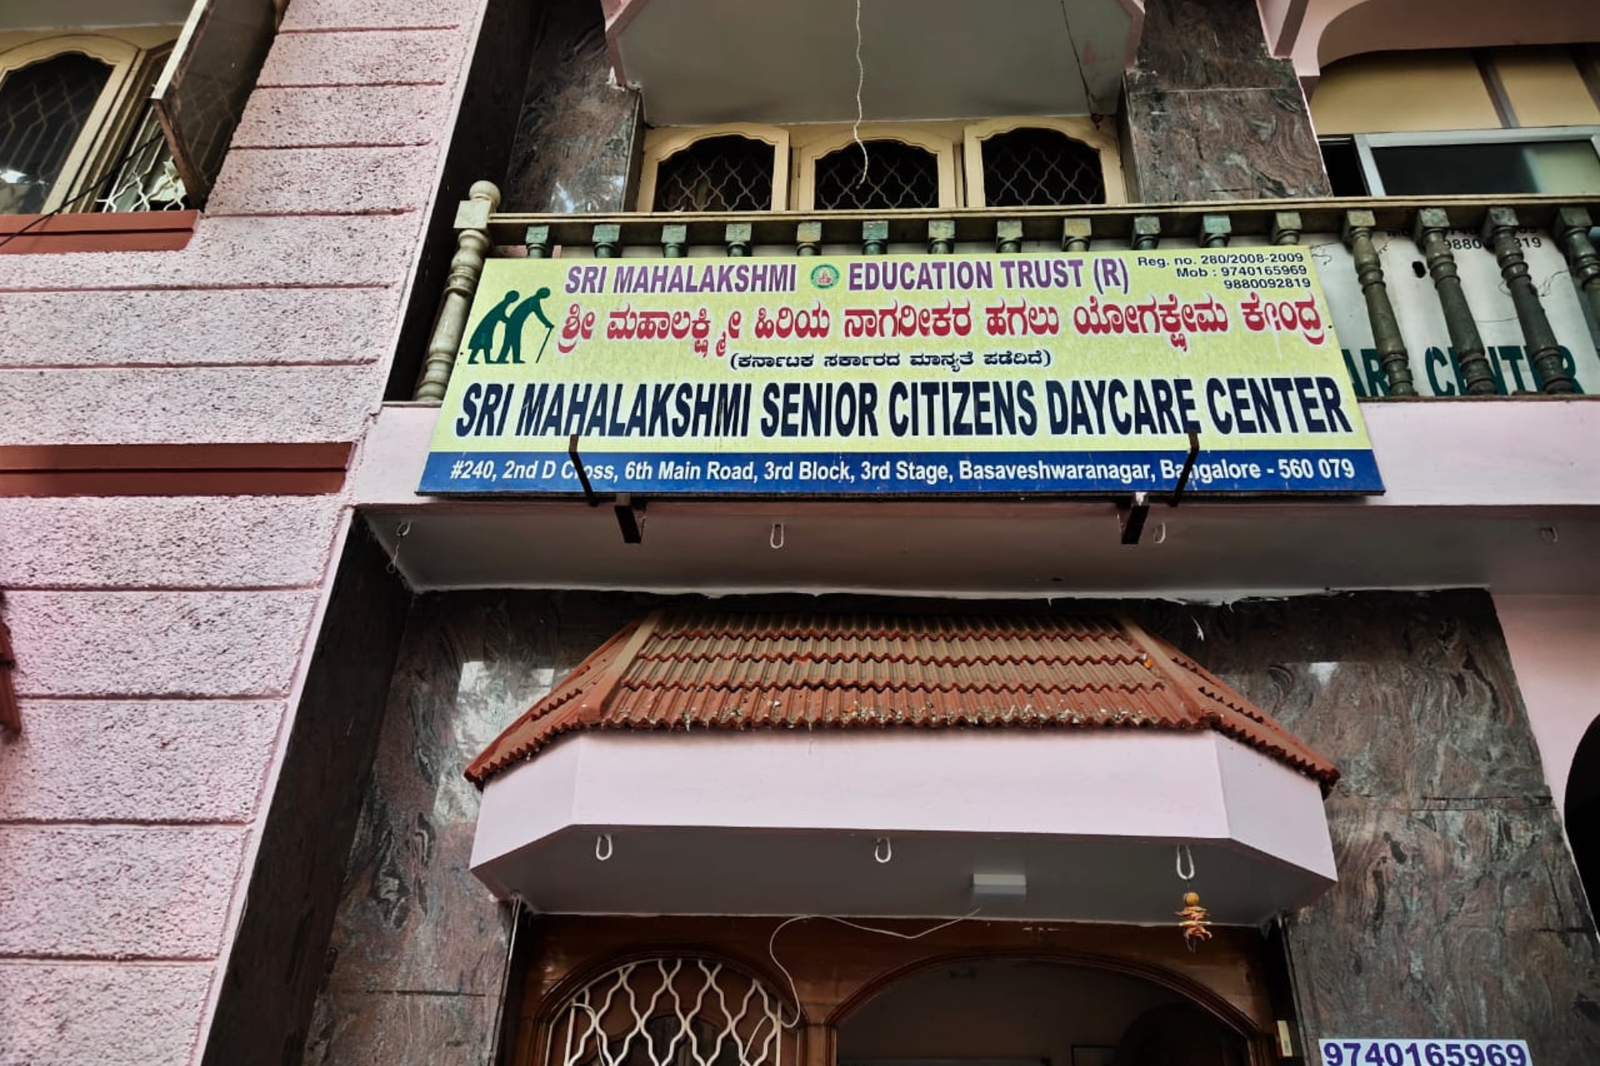 SRI MAHALAKSHMI EDUCATION TRUST (R)
Reg. no. 280/2008-2009
Mob : 9740165969
9880092819
ಶ್ರೀ ಮಹಾಲಕ್ಷ್ಮೀ ಹಿರಿಯ ನಾಗರೀಕರ ಹಗಲು ಯೋಗಕ್ಷೇಮ ಕೇಂದ್ರ
(ಕರ್ನಾಟಕ ಸರ್ಕಾರದ ಮಾನ್ಯತೆ ಪಡೆದಿದೆ)
SRI MAHALAKSHMI SENIOR CITIZENS DAYCARE CENTER
#240, 2nd D Cross, 6th Main Road, 3rd Block, 3rd Stage, Basaveshwaranagar, Bangalore - 560 079
CENTER
9740165969